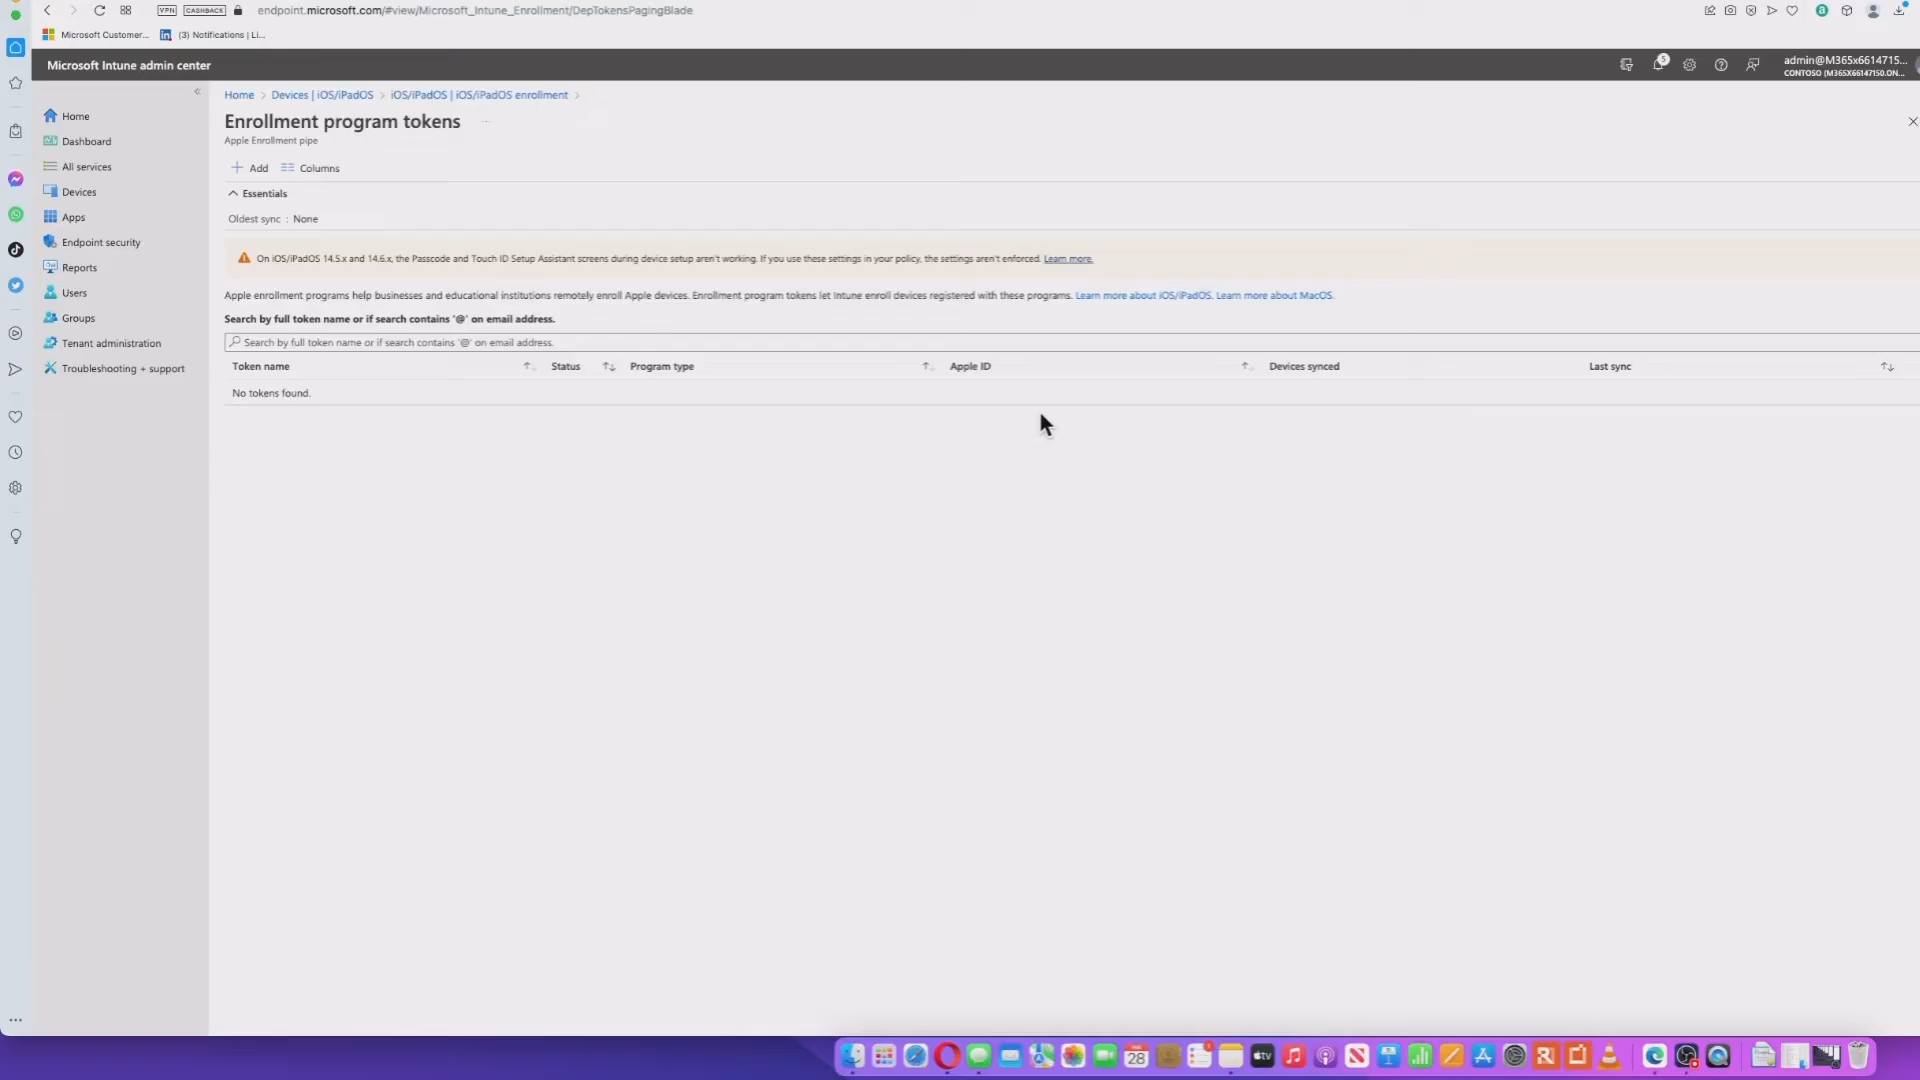 VPN CASHBACK endpoint.microsoft.com/#view/Microsoft_Intune_Enrollment/DepTokensPagingBlade
Microsoft Customer... (3) Notifications | Li...
Microsoft Intune admin center
5
admin@M365x6614715...
CONTOSO (M365X66147150.ON...
Home > Devices | iOS/iPadOS > iOS/iPadOS | iOS/iPadOS enrollment >
Enrollment program tokens ...
Apple Enrollment pipe
Add Columns
Essentials
Oldest sync : None
On iOS/iPadOS 14.5.x and 14.6.x, the Passcode and Touch ID Setup Assistant screens during device setup aren't working. If you use these settings in your policy, the settings aren't enforced. Learn more.
Apple enrollment programs help businesses and educational institutions remotely enroll Apple devices. Enrollment program tokens let Intune enroll devices registered with these programs. Learn more about iOS/iPadOS. Learn more about MacOS.
Search by full token name or if search contains '@' on email address.
Search by full token name or if search contains '@' on email address.
Token name Status Program type Apple ID Devices synced Last sync
No tokens found.
Home
Dashboard
All services
Devices
Apps
Endpoint security
Reports
Users
Groups
Tenant administration
Troubleshooting + support
28
tv